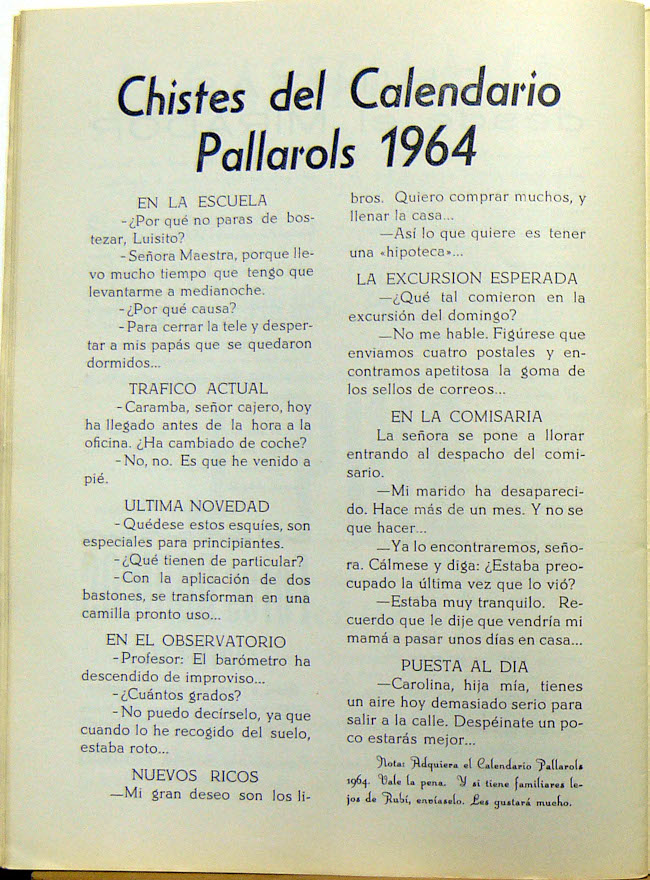 Chistes del Calendario
Pallarols 1964
EN LA ESCUELA
-¿Por qué no paras de bos-
tezar, Luisito?
-Señora Maestra, porque lle-
vo mucho tiempo que tengo que
levantarme a medianoche.
-¿Por qué causa?
-Para cerrar la tele y desper-
tar a mis papás que se quedaron
dormidos...
TRAFICO ACTUAL
-Caramba, señor cajero, hoy
ha llegado antes de la hora a la
oficina. ¿Ha cambiado de coche?
-No, no. Es que he venido a
pié.
ULTIMA NOVEDAD
-Quédese estos esquíes, son
especiales para principiantes.
-¿Qué tienen de particular?
-Con la aplicación de dos
bastones, se transforman en una
camilla pronto uso...
EN EL OBSERVATORIO
-Profesor: El barómetro ha
descendido de improviso...
-¿Cuántos grados?
-No puedo decírselo, ya que
cuando lo he recogido del suelo,
estaba roto...
NUEVOS RICOS
—Mi gran deseo son los li-
bros. Quiero comprar muchos, y
llenar la casa...
—Así lo que quiere es tener
una «hipoteca»...
LA EXCURSION ESPERADA
—¿Qué tal comieron en la
excursión del domingo?
—No me hable. Figúrese que
enviamos cuatro postales y en-
contramos apetitosa la goma de
los sellos de correos...
EN LA COMISARIA
La señora se pone a llorar
entrando al despacho del comi-
sario.
—Mi marido ha desapareci-
do. Hace más de un mes. Y no se
que hacer...
—Ya lo encontraremos, seño-
ra. Cálmese y diga: ¿Estaba preo-
cupado la última vez que lo vió?
—Estaba muy tranquilo. Re-
cuerdo que le dije que vendría mi
mamá a pasar unos días en casa...
PUESTA AL DIA
—Carolina, hija mía, tienes
un aire hoy demasiado serio para
salir a la calle. Despéinate un po-
co estarás mejor...
Nota: Adquiera el Calendario Pallarols
1964. Vale la pena. Y si tiene familiares le-
jos de Rubí, envíaselo. Les gustará mucho.